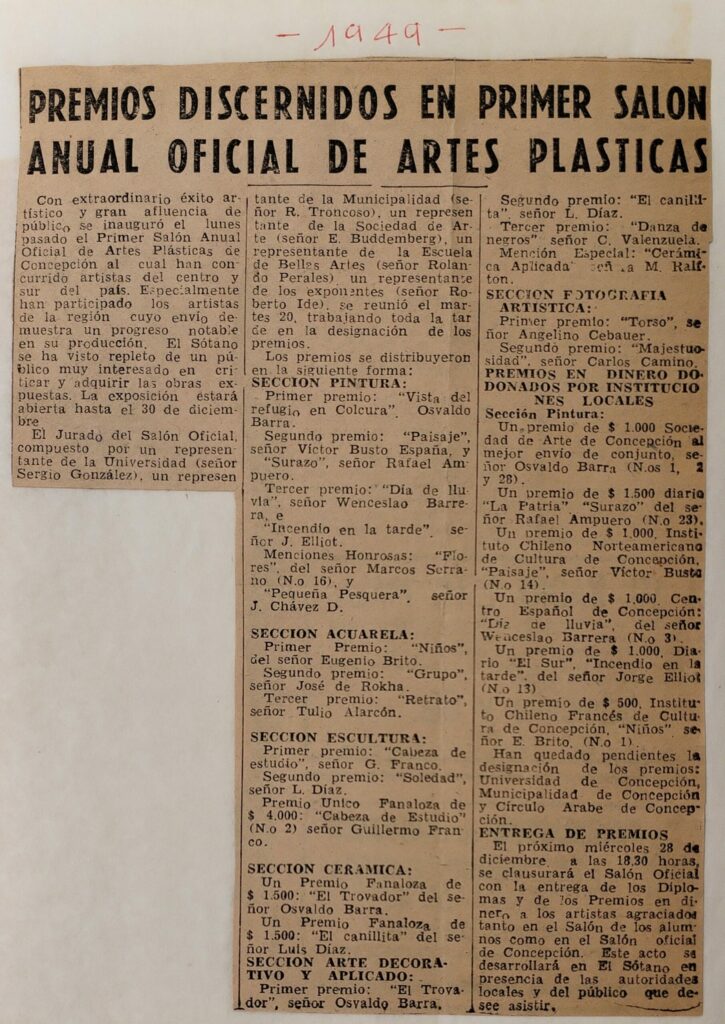 - 1949 -
PREMIOS DISCERNIDOS EN PRIMER SALON
ANUAL OFICIAL DE ARTES PLASTICAS
Con extraordinario éxito ar-
tístico y gran afluencia de
público se inauguró el lunes
pasado el Primer Salón Anual
Oficial de Artes Plásticas de
Concepción al cual han con-
currido artistas del centro y
sur del país. Especialmente
han participado los artistas
de la región cuyo envío de-
muestra un progreso notable
en su producción. El Sótano
se ha visto repleto de un pú-
blico muy interesado en cri-
ticar y adquirir las obras ex-
puestas. La exposición estará
abierta hasta el 30 de diciem-
bre
El Jurado del Salón Oficial,
compuesto por un represen-
tante de la Universidad (señor
Sergio González), un represen
tante de la Municipalidad (se-
ñor R. Troncoso), un represen
tante de la Sociedad de Ar-
te (señor E. Buddemberg), un
representante de la Escuela
de Bellas Artes (señor Rolan-
do Perales) un representante
de los exponentes (señor Ro-
berto Ide), se reunió el mar-
tes 20, trabajando toda la tar
de en la designación de los
premios.
Los premios se distribuyeron
en la siguiente forma:
SECCION PINTURA:
Primer premio: "Vista del
refugio en Colcura". Osvaldo
Barra.
Segundo premio: "Paisaje",
señor Víctor Busto España, y
"Surazo", señor Rafael Am-
puero.
Tercer premio: "Día de llu-
via", señor Wenceslao Barre-
ra, e
"Incendio en la tarde". se-
ñor J. Elliot.
Menciones Honrosas: "Flo-
res", del señor Marcos Serra-
no (N.o 16), y
"Pequeña Pesquera". señor
J. Chávez D.
SECCION ACUARELA:
Primer Premio: "Niños",
del señor Eugenio Brito.
Segundo premio: "Grupo",
señor José de Rokha.
Tercer premio: "Retrato",
señor Tulio Alarcón.
SECCION ESCULTURA:
Primer premio: "Cabeza de
estudio", señor G. Franco.
Segundo premio: "Soledad",
señor L. Díaz.
Premio Unico Fanaloza de
$ 4.000: "Cabeza de Estudio"
(N.o 2) señor Guillermo Fran
co.
SECCION CERAMICA:
Un Premio Fanaloza de
$ 1.500: "El Trovador" del se-
ñor Osvaldo Barra.
Un Premio Fanaloza de
$ 1.500: "El canillita" del se-
ñor Luis Díaz.
SECCION ARTE DECORA-
TIVO Y APLICADO:
Primer premio: "El Trova-
dor", señor Osvaldo Barra.
Segundo premio: "El canilli-
ta". señor L. Díaz.
Tercer premio: "Danza de
negros" señor C. Valenzuela.
Mención Especial: "Cerámi-
ca Aplicada" M. Ralf-
ton.
SECCION FOTOGRAFIA
ARTISTICA:
Primer premio: "Torso", se
ñor Angelino Cebauer.
Segundo premio: "Majestuo-
sidad", señor Carlos Camino.
PREMIOS EN DINERO DO-
DONADOS POR INSTITUCIO
NES LOCALES
Sección Pintura:
Un premio de $ 1.000 Socie-
dad de Arte de Concepción al
mejor envío de conjunto, se-
ñor Osvaldo Barra (N.os 1, 2
y 28).
Un premio de $ 1.500 diario
"La Patria" "Surazo" del se-
ñor Rafael Ampuero (N.o 23).
Un premio de $ 1.000, Insti-
tuto Chileno Norteamericano
de Cultura de Concepción,
"Paisaje", señor Víctor Busto
(N.o 14).
Un premio de $ 1.000, Cen-
tro Español de Concepción:
"Día de lluvia", del señor
Wenceslao Barrera (N.o 3).
Un premio de $ 1.000, Dia-
rio "El Sur", "Incendio en la
tarde". del señor Jorge Elliot
(N.o 13)
Un premio de $ 500, Institu-
to Chileno Francés de Cultu-
ra de Concepción, "Niños" se-
ñor E. Brito. (N.o 1).
Han quedado pendientes la
designación de los premios:
Universidad de Concepción,
Municipalidad de Concepción
y Círculo Arabe de Concep-
ción.
ENTREGA DE PREMIOS
El próximo miércoles 28 de
diciembre a las 18,30 horas,
se clausurará el Salón Oficial
con la entrega de los Diplo-
mas y de los Premios en di-
nero a los artistas agraciados
tanto en el Salón de los alum-
nos como en el Salón oficial
de Concepción. Este acto se
desarrollará en El Sótano en
presencia de las autoridades
locales y del público que de-
see asistir.